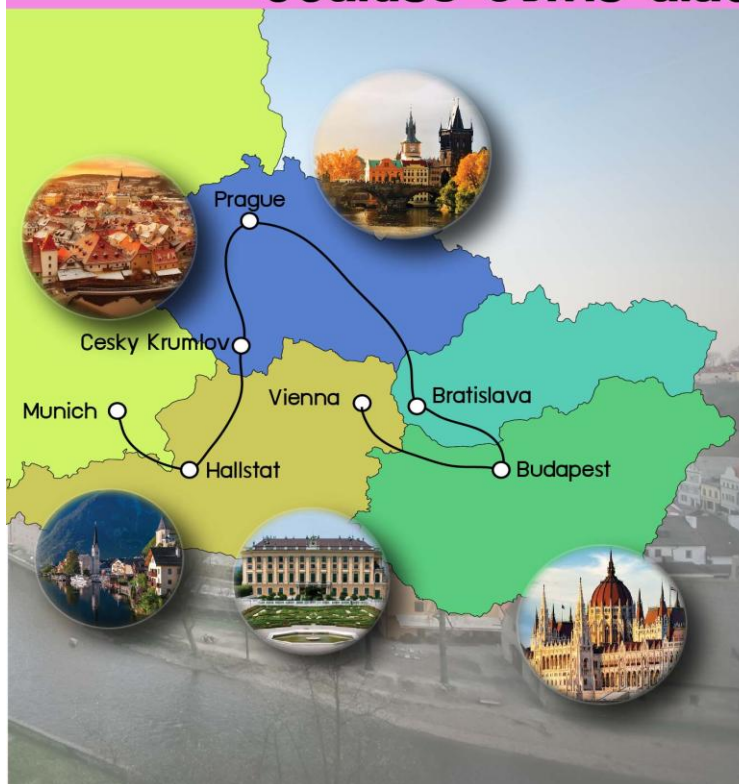 Prague
Cesky Krumlov
Vienna
Bratislava
Munich
Hallstat
Budapest